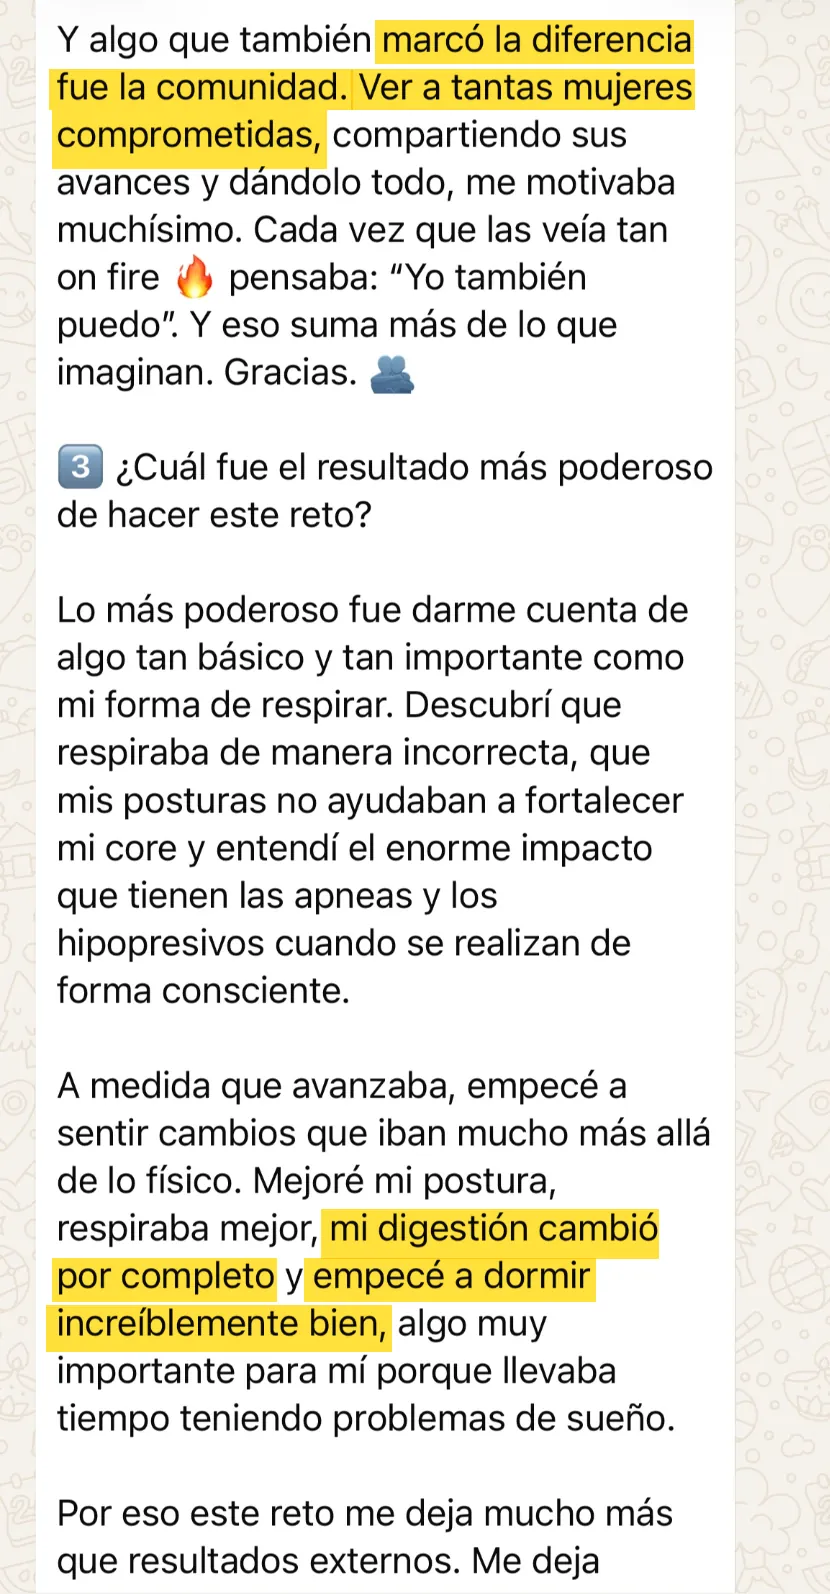 Y algo que también marcó la diferencia
fue la comunidad. Ver a tantas mujeres
comprometidas, compartiendo sus
avances y dándolo todo, me motivaba
muchísimo. Cada vez que las veía tan
on fire 🔥 pensaba: “Yo también
puedo”. Y eso suma más de lo que
imaginan. Gracias. 🫂

3️⃣ ¿Cuál fue el resultado más poderoso
de hacer este reto?

Lo más poderoso fue darme cuenta de
algo tan básico y tan importante como
mi forma de respirar. Descubrí que
respiraba de manera incorrecta, que
mis posturas no ayudaban a fortalecer
mi core y entendí el enorme impacto
que tienen las apneas y los
hipopresivos cuando se realizan de
forma consciente.

A medida que avanzaba, empecé a
sentir cambios que iban mucho más allá
de lo físico. Mejoré mi postura,
respiraba mejor, mi digestión cambió
por completo y empecé a dormir
increíblemente bien, algo muy
importante para mí porque llevaba
tiempo teniendo problemas de sueño.

Por eso este reto me deja mucho más
que resultados externos. Me deja